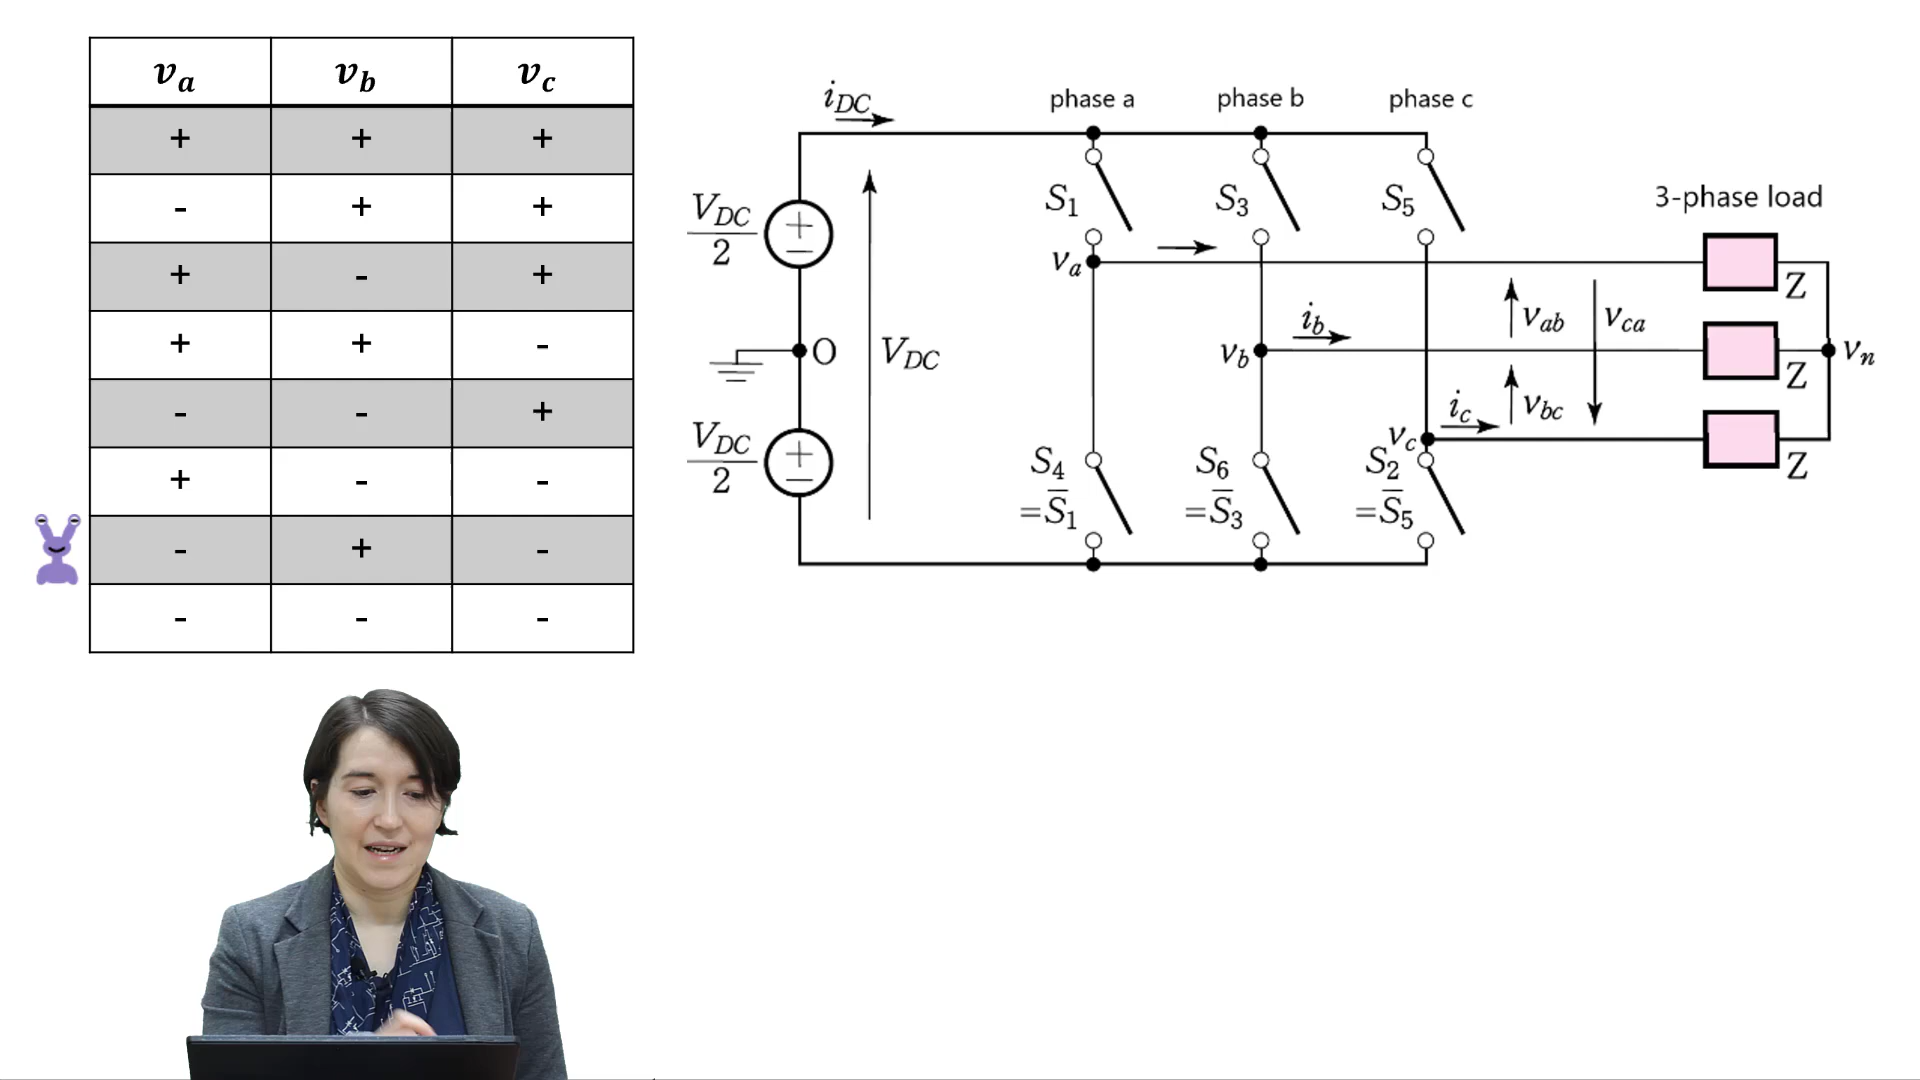 v_a v_b v_c
+ + +
- + +
+ - +
+ + -
- - +
+ - -
- + -
- - -
i_DC
phase a phase b phase c
V_DC
2
+
−
S_1 S_3 S_5
3-phase load
v_a
Z
i_b
v_ab v_ca
O
V_DC
v_b
v_n
Z
i_c
v_bc
V_DC
2
+
−
v_c
Z
S_4
=S̅_1
S_6
=S̅_3
S_2
=S̅_5